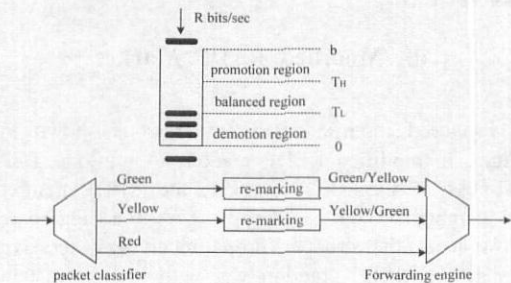 R bits/sec
b
promotion region
TH
balanced region
TL
demotion region
0
Green
re-marking
Green/Yellow
Yellow
re-marking
Yellow/Green
Red
packet classifier
Forwarding engine